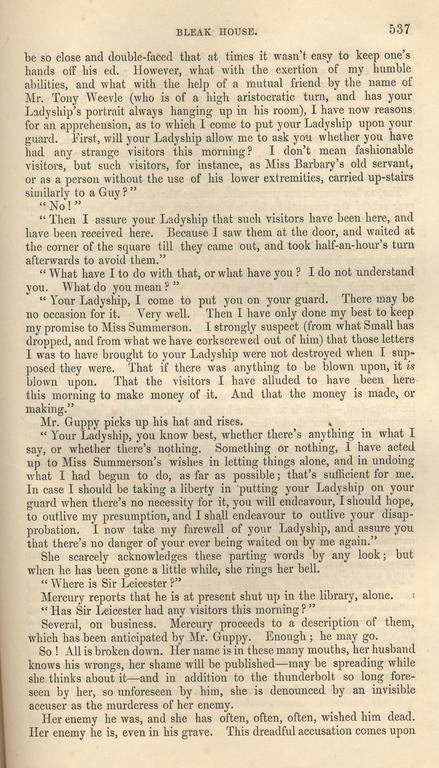 BLEAK HOUSE. 537
be so close and double-faced that at times it wasn't easy to keep one's
hands off his ed. However, what with the exertion of my humble
abilities, and what with the help of a mutual friend by the name of
Mr. Tony Weevle (who is of a high aristocratic turn, and has your
Ladyship's portrait always hanging up in his room), I have now reasons
for an apprehension, as to which I come to put your Ladyship upon your
guard. First, will your Ladyship allow me to ask you whether you have
had any strange visitors this morning? I don't mean fashionable
visitors, but such visitors, for instance, as Miss Barbary's old servant,
or as a person without the use of his lower extremities, carried up-stairs
similarly to a Guy?"
"No!"
"Then I assure your Ladyship that such visitors have been here, and
have been received here. Because I saw them at the door, and waited at
the corner of the square till they came out, and took half-an-hour's turn
afterwards to avoid them."
"What have I to do with that, or what have you? I do not understand
you. What do you mean?"
"Your Ladyship, I come to put you on your guard. There may be
no occasion for it. Very well. Then I have only done my best to keep
my promise to Miss Summerson. I strongly suspect (from what Small has
dropped, and from what we have corkscrewed out of him) that those letters
I was to have brought to your Ladyship were not destroyed when I sup-
posed they were. That if there was anything to be blown upon, it is
blown upon. That the visitors I have alluded to have been here
this morning to make money of it. And that the money is made, or
making."
Mr. Guppy picks up his hat and rises.
"Your Ladyship, you know best, whether there's anything in what I
say, or whether there's nothing. Something or nothing, I have acted
up to Miss Summerson's wishes in letting things alone, and in undoing
what I had begun to do, as far as possible; that's sufficient for me.
In case I should be taking a liberty in putting your Ladyship on your
guard when there's no necessity for it, you will endeavour, I should hope,
to outlive my presumption, and I shall endeavour to outlive your disap-
probation. I now take my farewell of your Ladyship, and assure you
that there's no danger of your ever being waited on by me again."
She scarcely acknowledges these parting words by any look; but
when he has been gone a little while, she rings her bell.
"Where is Sir Leicester?"
Mercury reports that he is at present shut up in the library, alone.
"Has Sir Leicester had any visitors this morning?"
Several, on business. Mercury proceeds to a description of them,
which has been anticipated by Mr. Guppy. Enough; he may go.
So! All is broken down. Her name is in these many mouths, her husband
knows his wrongs, her shame will be published—may be spreading while
she thinks about it—and in addition to the thunderbolt so long fore-
seen by her, so unforeseen by him, she is denounced by an invisible
accuser as the murderess of her enemy.
Her enemy he was, and she has often, often, often, wished him dead.
Her enemy he is, even in his grave. This dreadful accusation comes upon